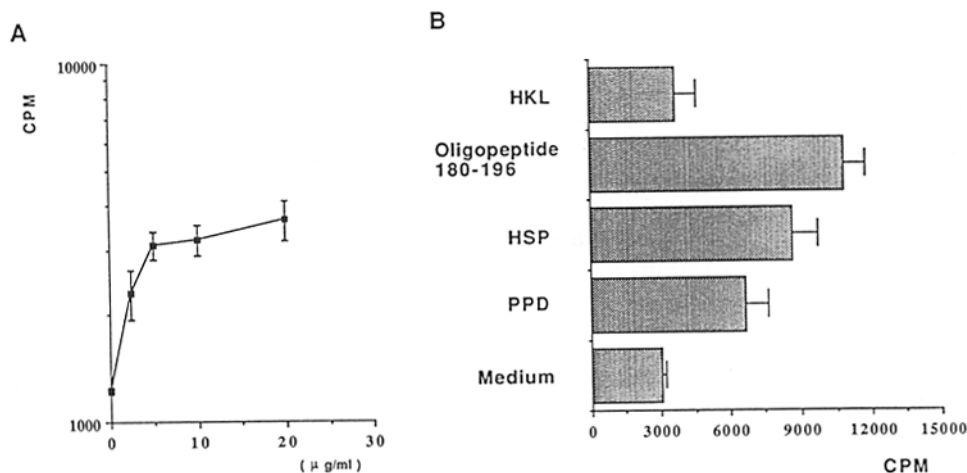 A
10000
CPM
1000
0
10
20
30
( μ g/ml )
B
HKL
Oligopeptide
180-196
HSP
PPD
Medium
0
3000
6000
9000
12000
15000
CPM